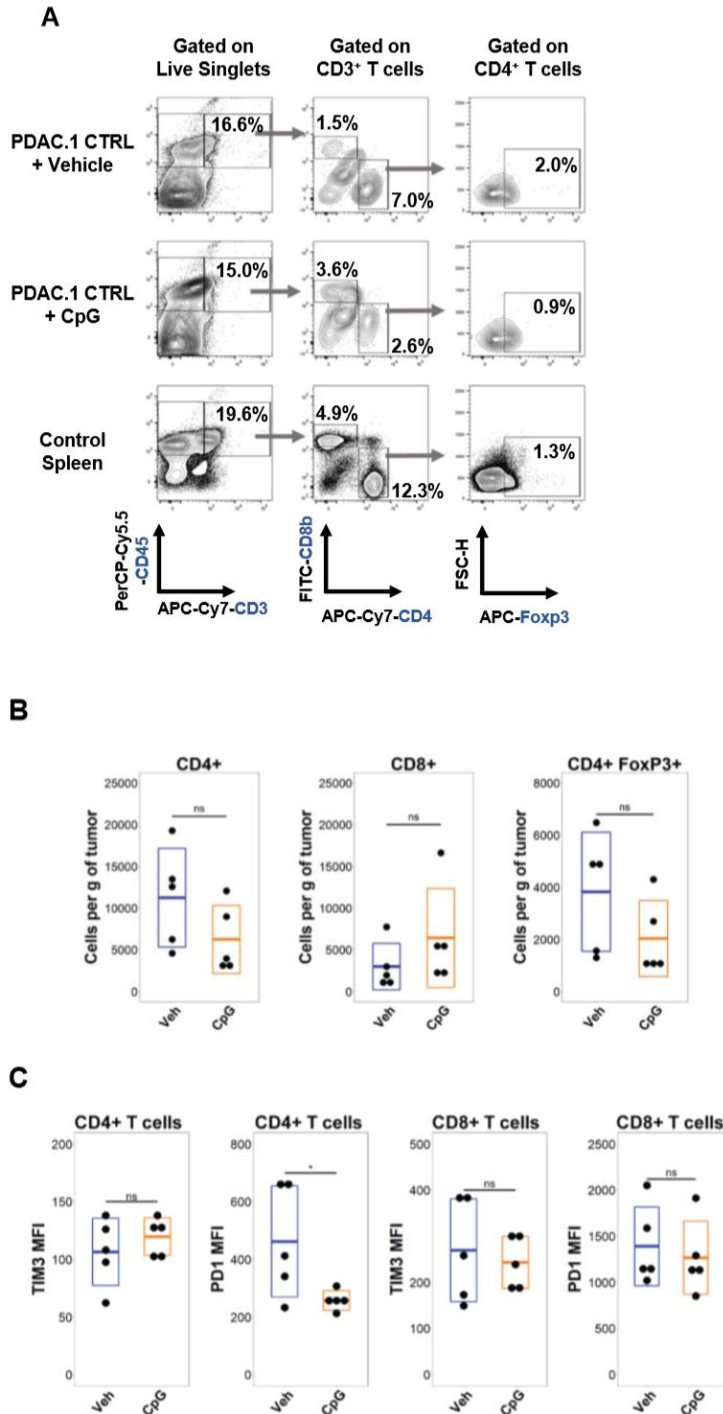 A
Gated on
Live Singlets
Gated on
CD3⁺ T cells
Gated on
CD4⁺ T cells
PDAC.1 CTRL
+ Vehicle
16.6%
1.5%
7.0%
2.0%
PDAC.1 CTRL
+ CpG
15.0%
3.6%
2.6%
0.9%
Control
Spleen
19.6%
4.9%
12.3%
1.3%
PerCP-Cy5.5
-CD45
APC-Cy7-CD3
FITC-CD8b
APC-Cy7-CD4
FSC-H
APC-Foxp3
B
CD4+
Cells per g of tumor
25000
20000
15000
10000
5000
0
ns
Veh
CpG
CD8+
Cells per g of tumor
25000
20000
15000
10000
5000
0
ns
Veh
CpG
CD4+ FoxP3+
Cells per g of tumor
8000
6000
4000
2000
0
ns
Veh
CpG
C
CD4+ T cells
TIM3 MFI
200
150
100
50
0
ns
Veh
CpG
CD4+ T cells
PD1 MFI
800
600
400
200
0
*
Veh
CpG
CD8+ T cells
TIM3 MFI
500
400
300
200
100
0
ns
Veh
CpG
CD8+ T cells
PD1 MFI
2500
2000
1500
1000
500
0
ns
Veh
CpG